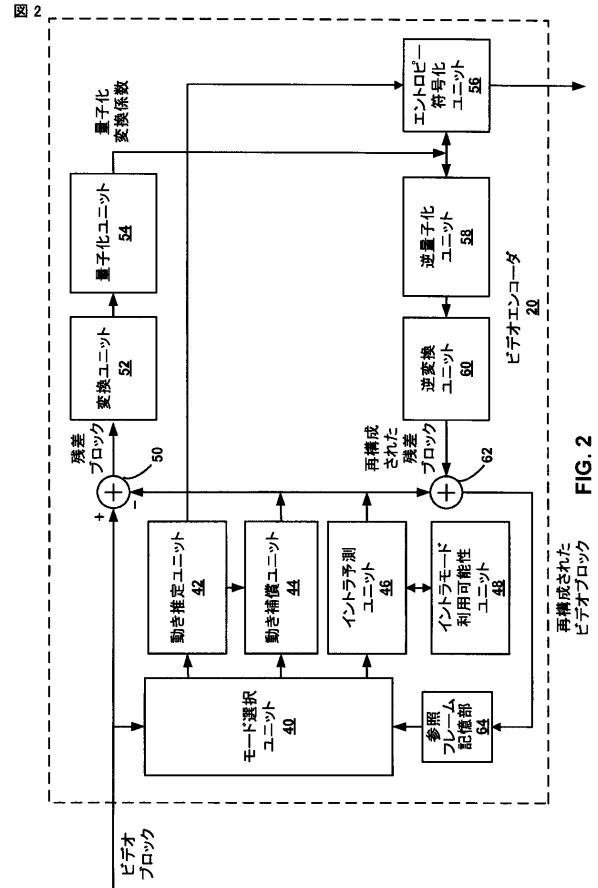 図 2
ビデオ
ブロック
モード選択
ユニット
40
動き推定ユニット
42
動き補償ユニット
44
イントラ予測
ユニット
46
イントラモード
利用可能性
ユニット
48
参照
フレーム
記憶部
64
+
-
50
残差
ブロック
変換ユニット
52
量子化ユニット
54
量子化
変換係数
エントロピー
符号化
ユニット
56
逆量子化
ユニット
58
逆変換
ユニット
60
再構成
された
残差
ブロック
62
ビデオエンコーダ
20
再構成された
ビデオブロック
FIG. 2